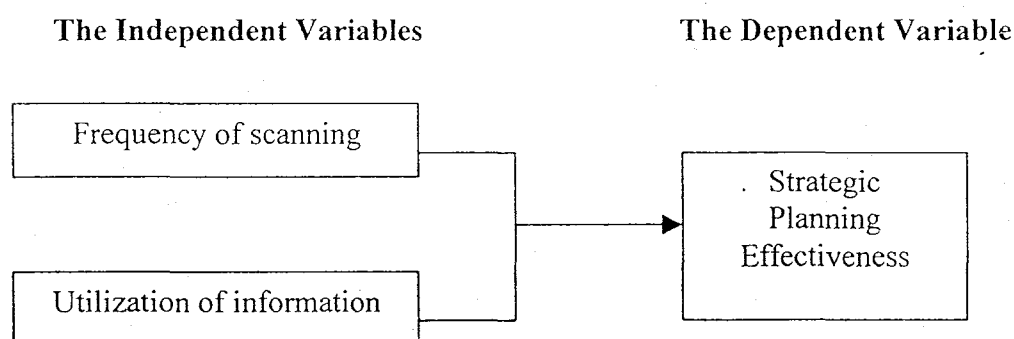 The Independent Variables
The Dependent Variable
Frequency of scanning
Strategic
Planning
Effectiveness
Utilization of information